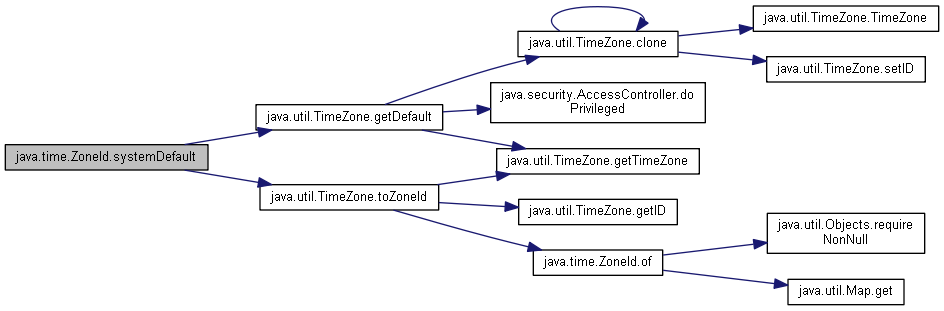 java.util.TimeZone.TimeZone
java.util.TimeZone.clone
java.util.TimeZone.setID
java.security.AccessController.do
Privileged
java.util.TimeZone.getDefault
java.time.ZoneId.systemDefault
java.util.TimeZone.getTimeZone
java.util.TimeZone.toZoneId
java.util.TimeZone.getID
java.util.Objects.require
NonNull
java.time.ZoneId.of
java.util.Map.get